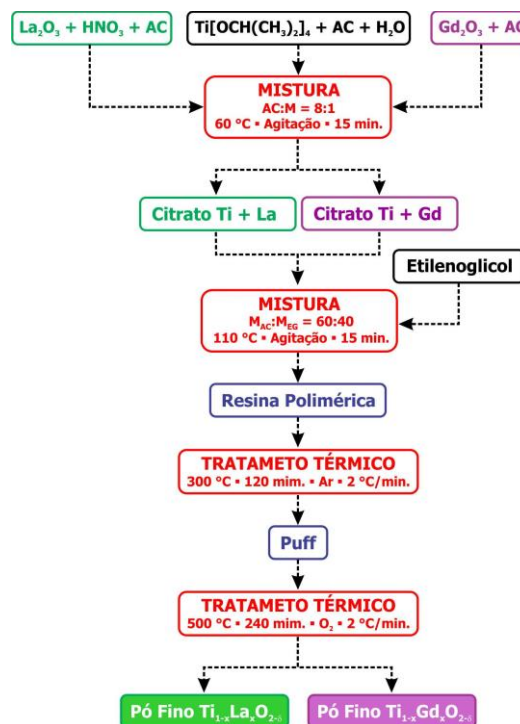 La₂O₃ + HNO₃ + AC
Ti[OCH(CH₃)₂]₄ + AC + H₂O
Gd₂O₃ + AC
MISTURA
AC:M = 8:1
60 °C ▪ Agitação ▪ 15 min.
Citrato Ti + La
Citrato Ti + Gd
Etilenoglicol
MISTURA
M_AC:M_EG = 60:40
110 °C ▪ Agitação ▪ 15 min.
Resina Polimérica
TRATAMETO TÉRMICO
300 °C ▪ 120 mim. ▪ Ar ▪ 2 °C/min.
Puff
TRATAMETO TÉRMICO
500 °C ▪ 240 mim. ▪ O₂ ▪ 2 °C/min.
Pó Fino Ti₁₋ₓLaₓO₂₋δ
Pó Fino Ti₁₋ₓGdₓO₂₋δ